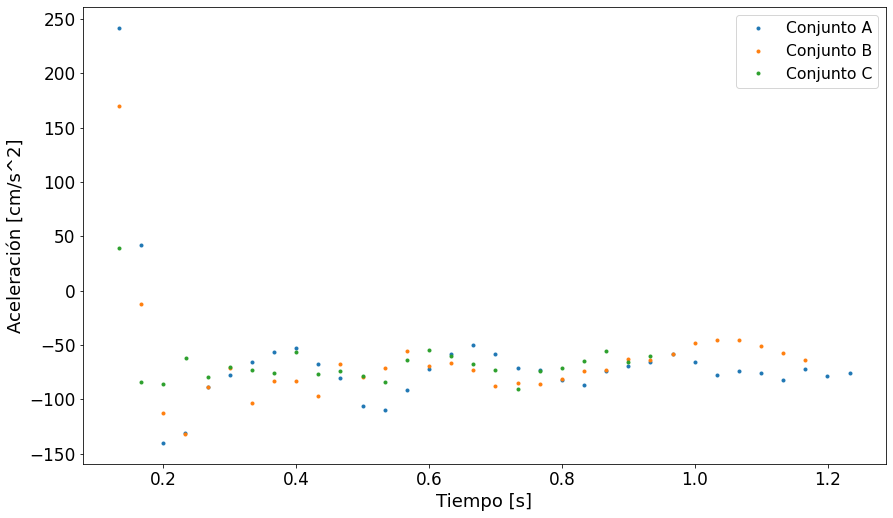 250
200
150
100
50
0
−50
−100
−150
0.2 0.4 0.6 0.8 1.0 1.2
Aceleración [cm/s^2]
Tiempo [s]
Conjunto A
Conjunto B
Conjunto C